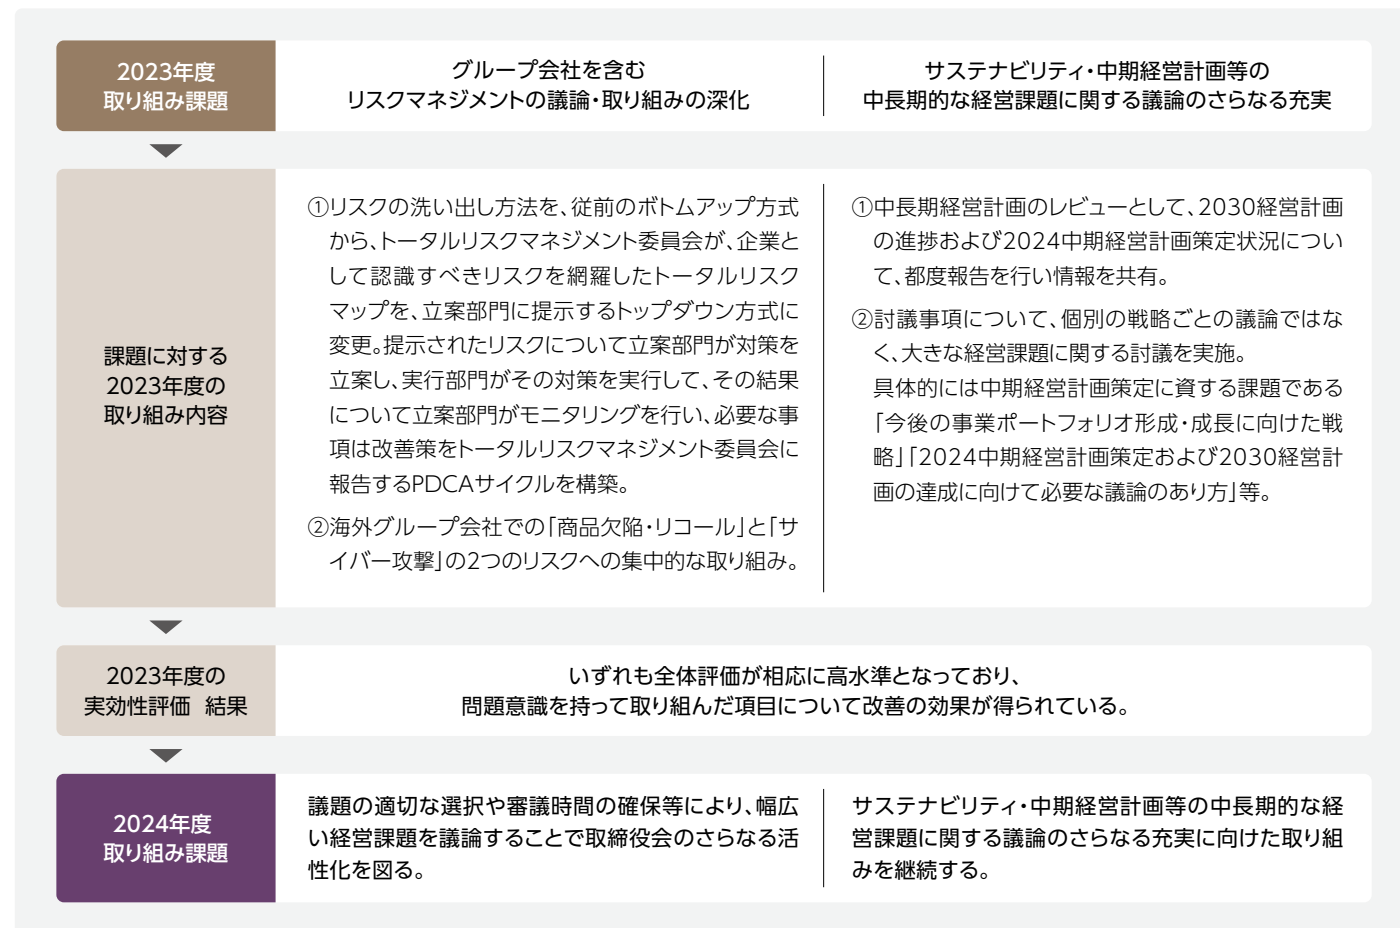 2023年度
取り組み課題
グループ会社を含む
リスクマネジメントの議論・取り組みの深化
サステナビリティ・中期経営計画等の
中長期的な経営課題に関する議論のさらなる充実
課題に対する
2023年度の
取り組み内容
①リスクの洗い出し方法を、従前のボトムアップ方式
から、トータルリスクマネジメント委員会が、企業と
して認識すべきリスクを網羅したトータルリスク
マップを、立案部門に提示するトップダウン方式に
変更。提示されたリスクについて立案部門が対策を
立案し、実行部門がその対策を実行して、その結果
について立案部門がモニタリングを行い、必要な事
項は改善策をトータルリスクマネジメント委員会に
報告するPDCAサイクルを構築。
②海外グループ会社での「商品欠陥・リコール」と「サ
イバー攻撃」の2つのリスクへの集中的な取り組み。
①中長期経営計画のレビューとして、2030経営計画
の進捗および2024中期経営計画策定状況につい
て、都度報告を行い情報を共有。
②討議事項について、個別の戦略ごとの議論ではな
く、大きな経営課題に関する討議を実施。
具体的には中期経営計画策定に資する課題である
「今後の事業ポートフォリオ形成・成長に向けた戦
略」「2024中期経営計画策定および2030経営計
画の達成に向けて必要な議論のあり方」等。
2023年度の
実効性評価 結果
いずれも全体評価が相応に高水準となっており、
問題意識を持って取り組んだ項目について改善の効果が得られている。
2024年度
取り組み課題
議題の適切な選択や審議時間の確保等により、幅広
い経営課題を議論することで取締役会のさらなる活
性化を図る。
サステナビリティ・中期経営計画等の中長期的な経
営課題に関する議論のさらなる充実に向けた取り組
みを継続する。